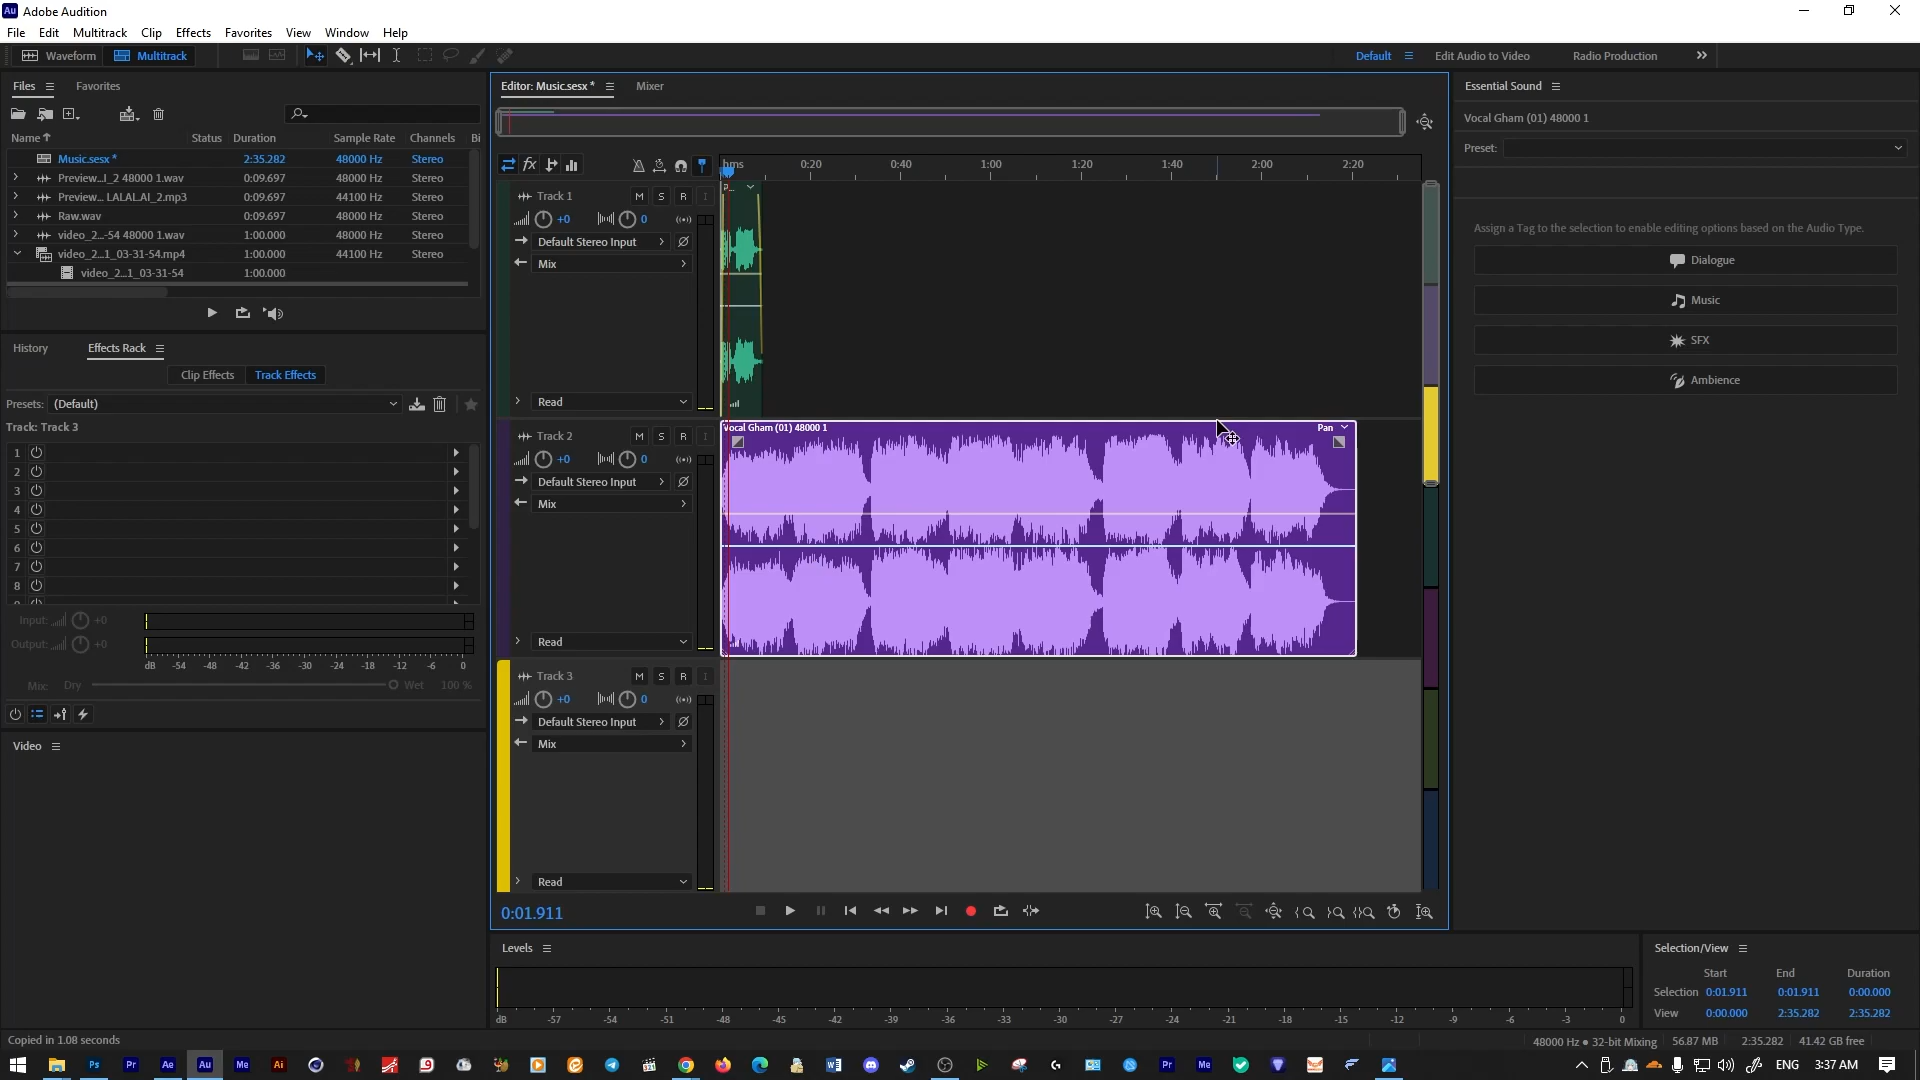 Au Adobe Audition
File Edit Multitrack Clip Effects Favorites View Window Help
Waveform Multitrack Default Edit Audio to Video Radio Production
Files Favorites
Name Status Duration Sample Rate Channels Bi
Music.sesx * 2:35.282 48000 Hz Stereo
Preview...l_2 48000 1.wav 0:09.697 48000 Hz Stereo
Preview... LALAL.AI_2.mp3 0:09.697 44100 Hz Stereo
Raw.wav 0:09.697 48000 Hz Stereo
video_2...-54 48000 1.wav 1:00.000 48000 Hz Stereo
video_2...1_03-31-54.mp4 1:00.000 44100 Hz Stereo
video_2...1_03-31-54 1:00.000
History Effects Rack
Clip Effects Track Effects
Presets: (Default)
Track: Track 3
1
2
3
4
5
6
7
8
Input: +0
Output: +0
dB -54 -48 -42 -36 -30 -24 -18 -12 -6 0
Mix: Dry Wet 100 %
Video
Editor: Music.sesx * Mixer
fx hms 0:20 0:40 1:00 1:20 1:40 2:00 2:20
Track 1 M S R I
+0 0
Default Stereo Input
Mix
Read
Track 2 M S R I
+0 0
Default Stereo Input
Mix
Read
Vocal Gham (01) 48000 1 Pan
Track 3 M S R I
+0 0
Default Stereo Input
Mix
Read
0:01.911
Levels
dB -57 -54 -51 -48 -45 -42 -39 -36 -33 -30 -27 -24 -21 -18 -15 -12 -9 -6 -3 0
Essential Sound
Vocal Gham (01) 48000 1
Preset:
Assign a Tag to the selection to enable editing options based on the Audio Type.
Dialogue
Music
SFX
Ambience
Selection/View
Start End Duration
Selection 0:01.911 0:01.911 0:00.000
View 0:00.000 2:35.282 2:35.282
Copied in 1.08 seconds 48000 Hz ● 32-bit Mixing 56.87 MB 2:35.282 41.42 GB free
Ps Pr Ae Au Me Ai Pr Me ENG 3:37 AM